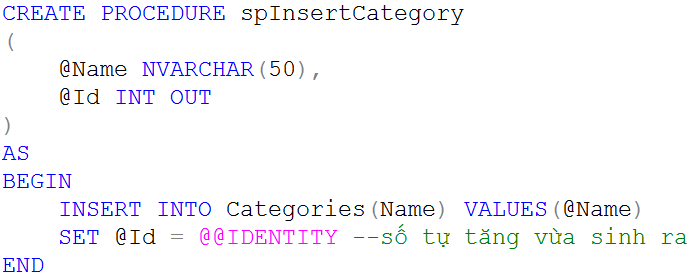 CREATE PROCEDURE spInsertCategory
(
    @Name NVARCHAR(50),
    @Id INT OUT
)
AS
BEGIN
    INSERT INTO Categories(Name) VALUES(@Name)
    SET @Id = @@IDENTITY --số tự tăng vừa sinh ra
END